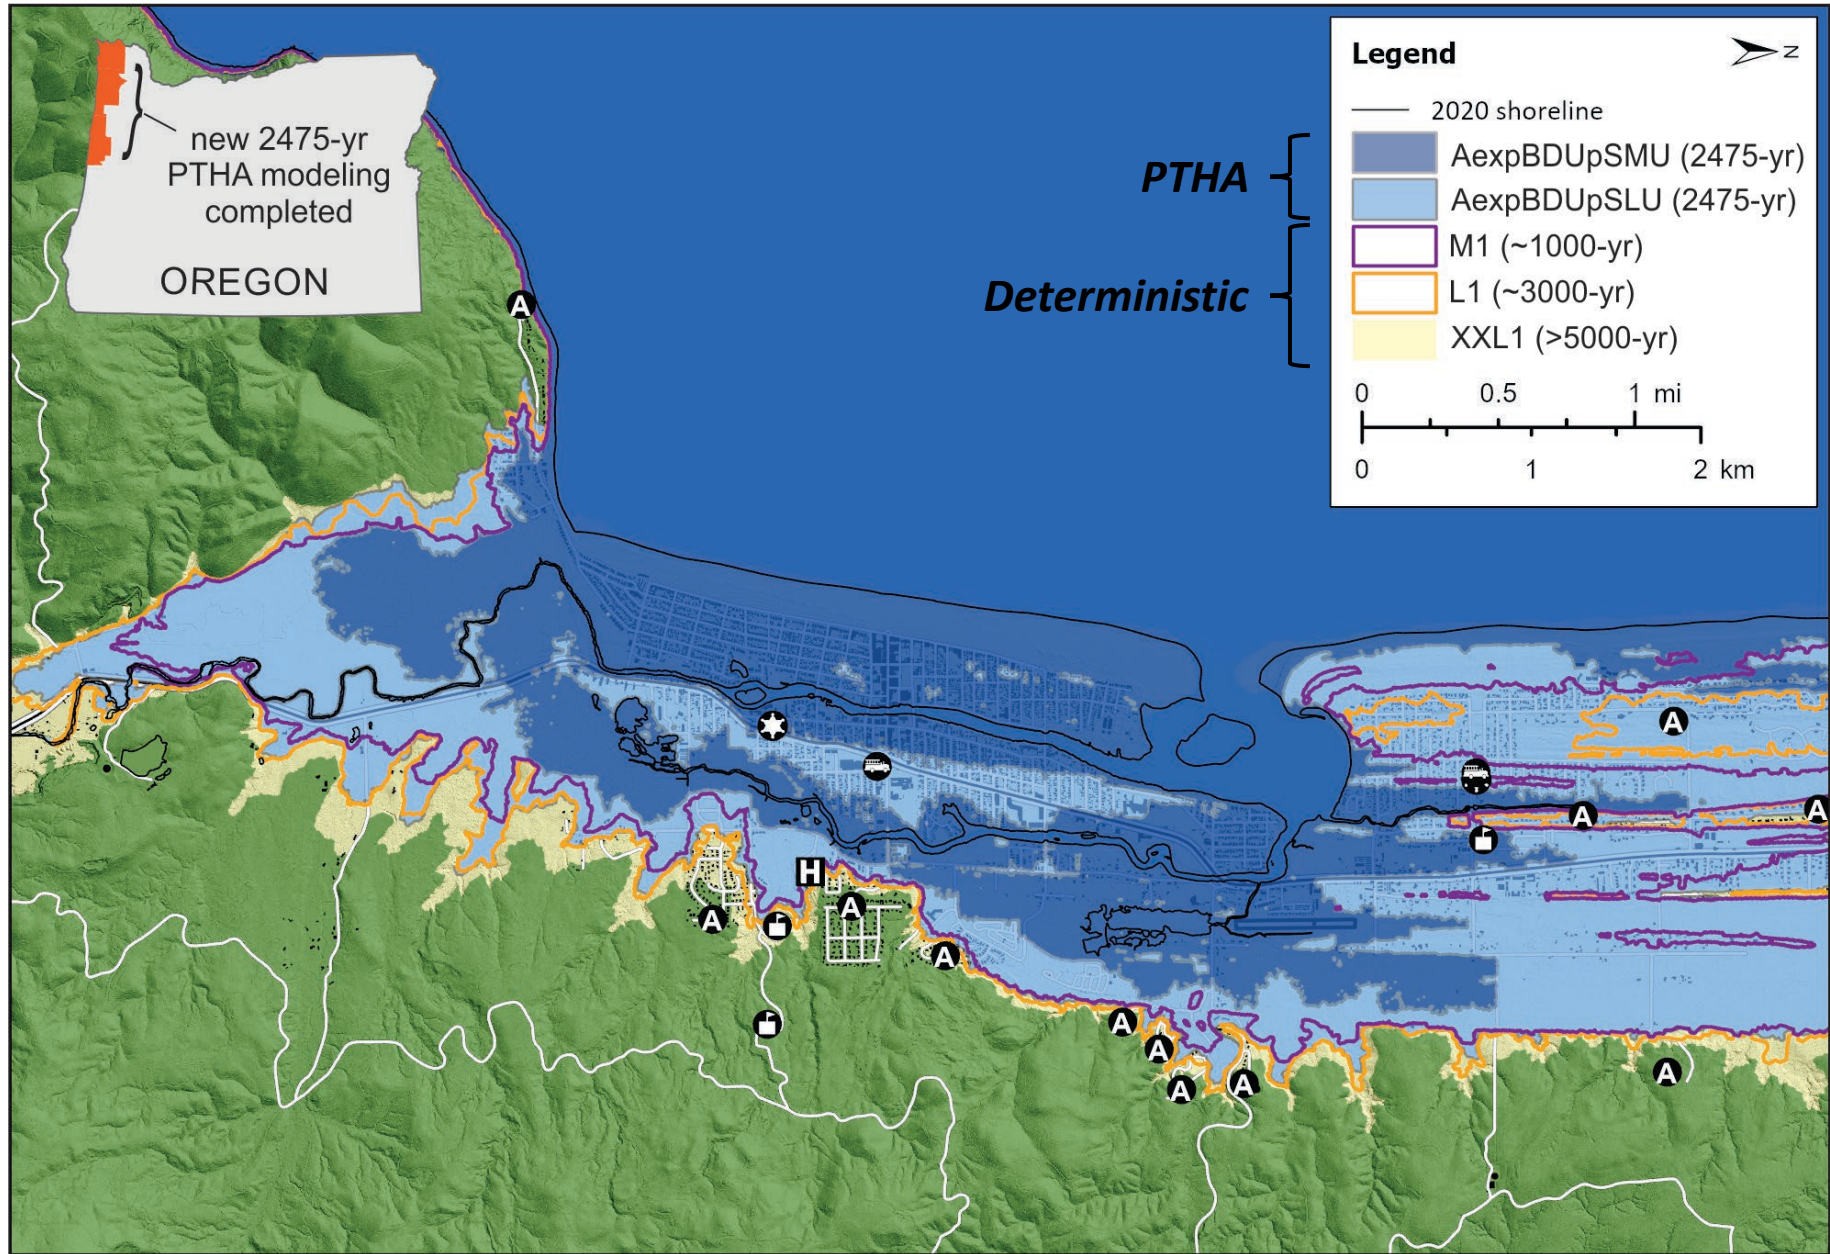 new 2475-yr
PTHA modeling
completed
OREGON
Legend
N
2020 shoreline
PTHA
AexpBDUpSMU (2475-yr)
AexpBDUpSLU (2475-yr)
Deterministic
M1 (~1000-yr)
L1 (~3000-yr)
XXL1 (>5000-yr)
0 0.5 1 mi
0 1 2 km
A
A
A
A
A
H
A
A
A
A
A
A
A
A